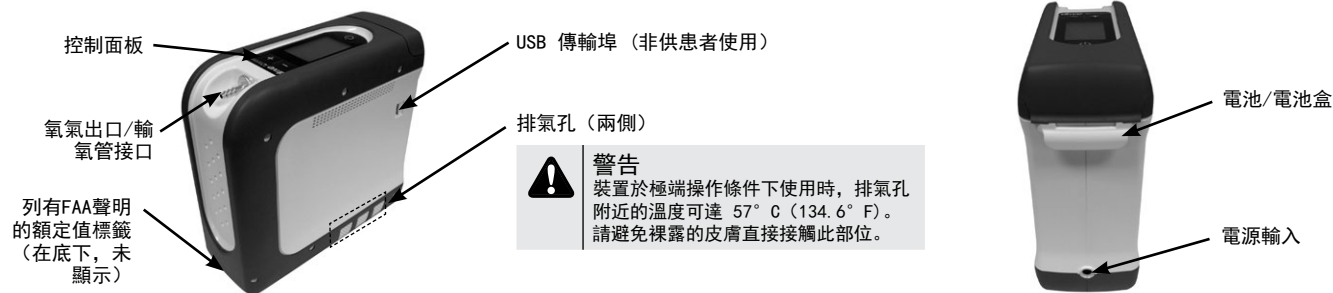 控制面板
氧氣出口/輸
氧管接口
列有FAA聲明
的額定值標籤
（在底下，未
顯示）
USB 傳輸埠 （非供患者使用）
排氣孔（兩側）
警告
裝置於極端操作條件下使用時，排氣孔
附近的溫度可達 57°C（134.6°F）。
請避免裸露的皮膚直接接觸此部位。
電池/電池盒
電源輸入